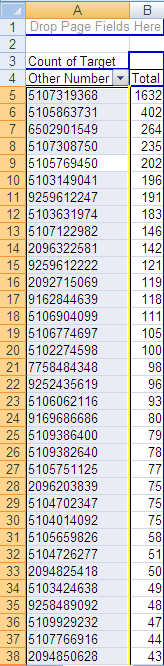 A B
1 Drop Page Fields Here
2
3 Count of Target
4 Other Number Total
5 5107319368 1632
6 5105863731 402
7 6502901549 264
8 5107308750 235
9 5105769450 202
10 5103149041 196
11 9259612247 191
12 5103631974 183
13 5107122982 146
14 2096322581 142
15 9259612222 121
16 2092715069 119
17 9162844639 118
18 5106904099 111
19 5106774697 105
20 5102274598 100
21 7758484348 98
22 9252435619 96
23 5106062116 93
24 9169686686 80
25 5109386400 79
26 5109382640 78
27 5105751125 77
28 2096203839 75
29 5104702347 75
30 5104014092 75
31 5105659826 58
32 5104726277 51
33 2094825418 50
34 5103424638 49
35 9258489092 48
36 5109929232 47
37 5107766916 44
38 2094850628 43